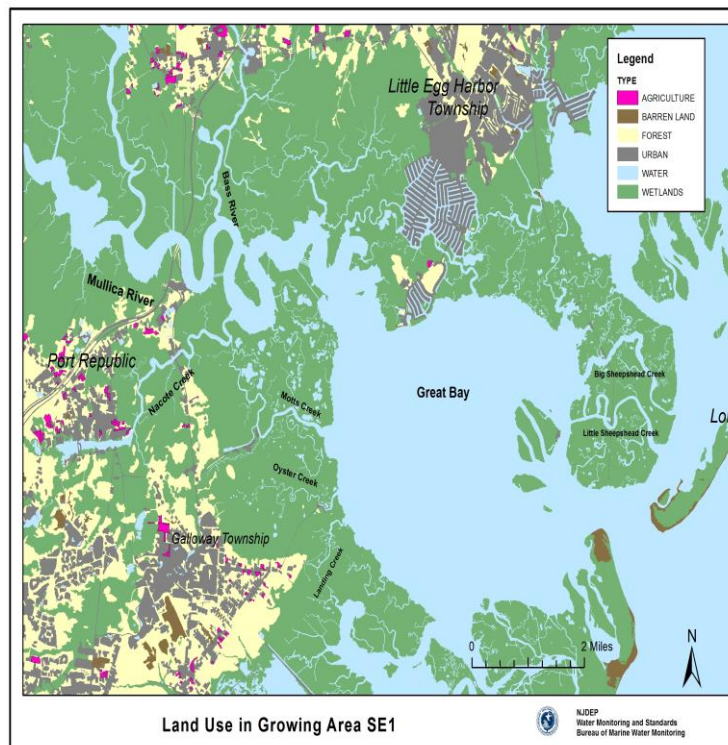 Little Egg Harbor
Township
Legend
TYPE
AGRICULTURE
BARREN LAND
FOREST
URBAN
WATER
WETLANDS
Bass River
Mullica River
Port Republic
Nacote Creek
Motts Creek
Great Bay
Big Sheepshead Creek
Little Sheepshead Creek
Lo
Oyster Creek
Galloway Township
Landing Creek
0 2 Miles
N
Land Use in Growing Area SE1
NJDEP
Water Monitoring and Standards
Bureau of Marine Water Monitoring